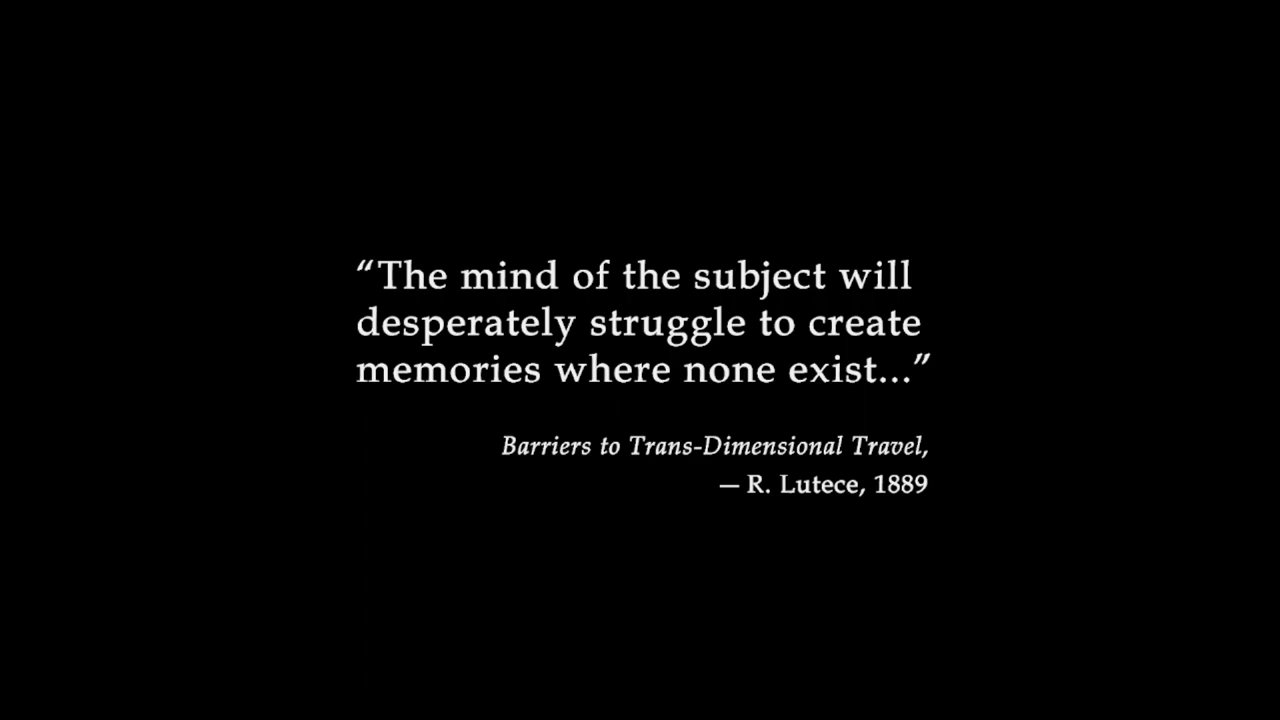 “The mind of the subject will
desperately struggle to create
memories where none exist...”
Barriers to Trans-Dimensional Travel,
— R. Lutece, 1889